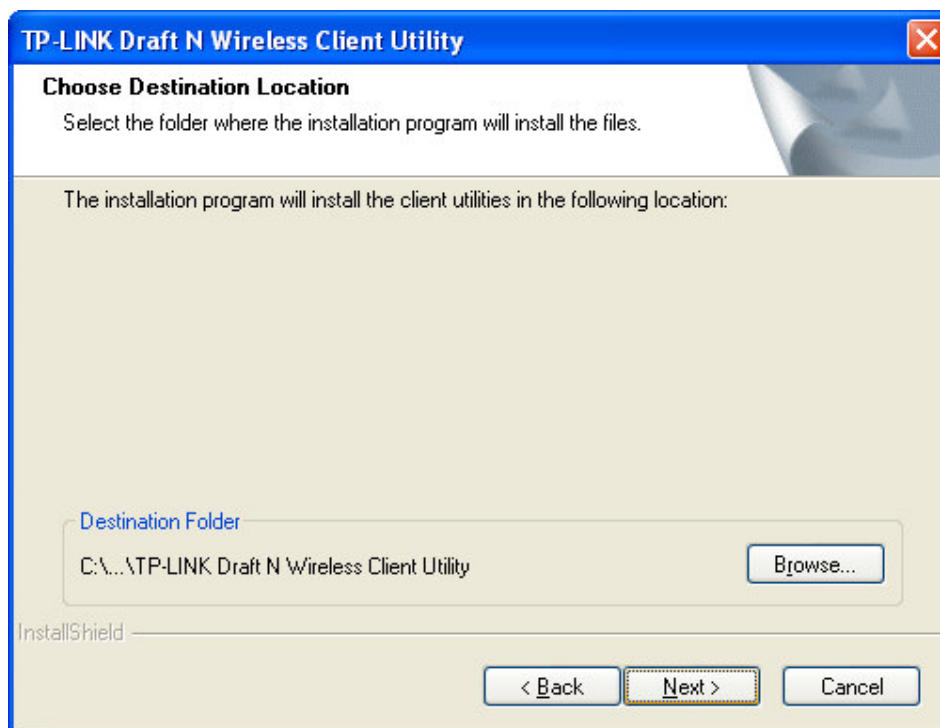 TP-LINK Draft N Wireless Client Utility
Choose Destination Location
Select the folder where the installation program will install the files.
The installation program will install the client utilities in the following location:
Destination Folder
C:\...\TP-LINK Draft N Wireless Client Utility
Browse...
InstallShield
< Back
Next >
Cancel